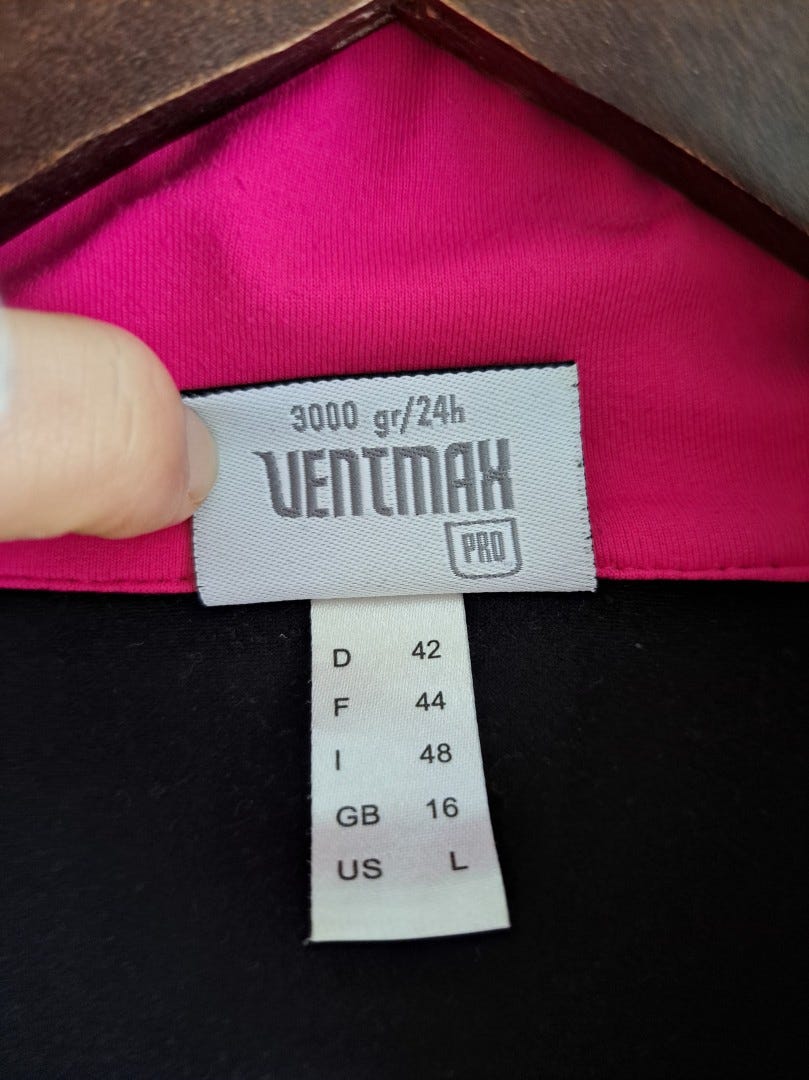 3000 gr/24h
VENTMAX
PRO
D 42
F 44
I 48
GB 16
US L